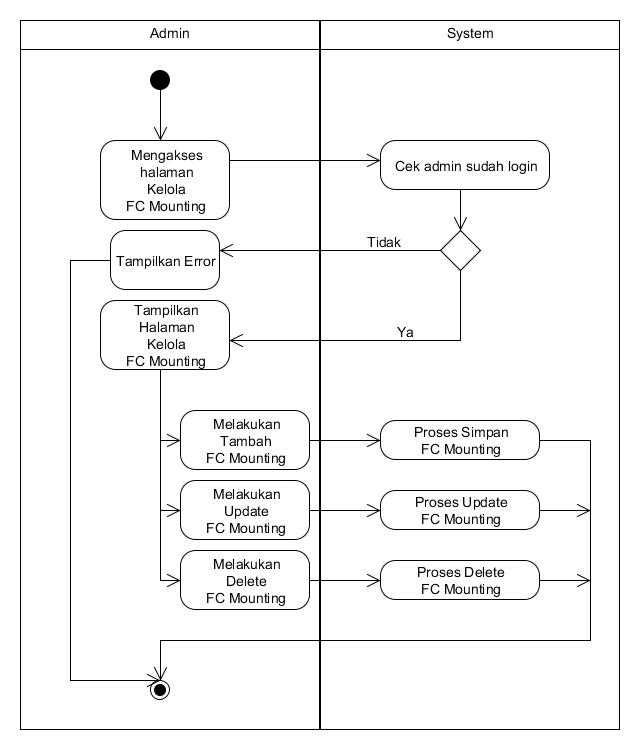 Admin
System
Mengakses
halaman
Kelola
FC Mounting
Cek admin sudah login
Tidak
Tampilkan Error
Tampilkan
Halaman
Kelola
FC Mounting
Ya
Melakukan
Tambah
FC Mounting
Proses Simpan
FC Mounting
Melakukan
Update
FC Mounting
Proses Update
FC Mounting
Melakukan
Delete
FC Mounting
Proses Delete
FC Mounting